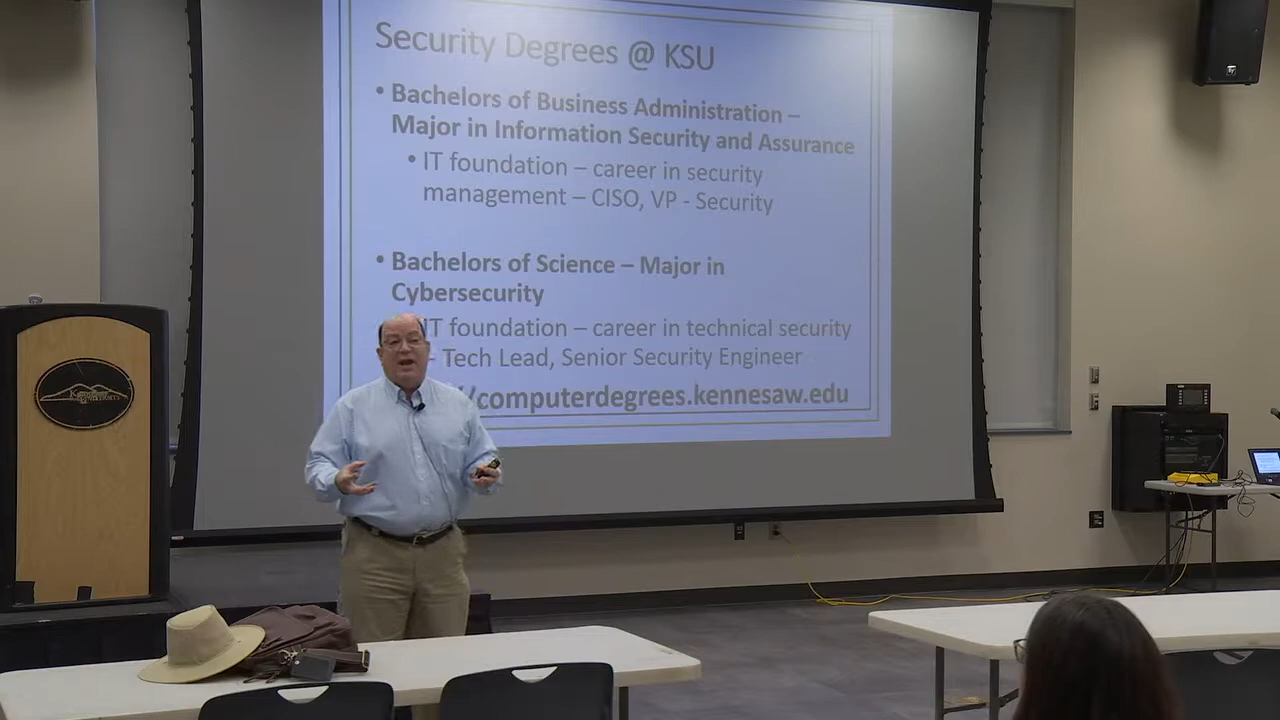 Security Degrees @ KSU
• Bachelors of Business Administration –
Major in Information Security and Assurance
• IT foundation – career in security
management – CISO, VP - Security
• Bachelors of Science – Major in
Cybersecurity
IT foundation – career in technical security
- Tech Lead, Senior Security Engineer
/computerdegrees.kennesaw.edu